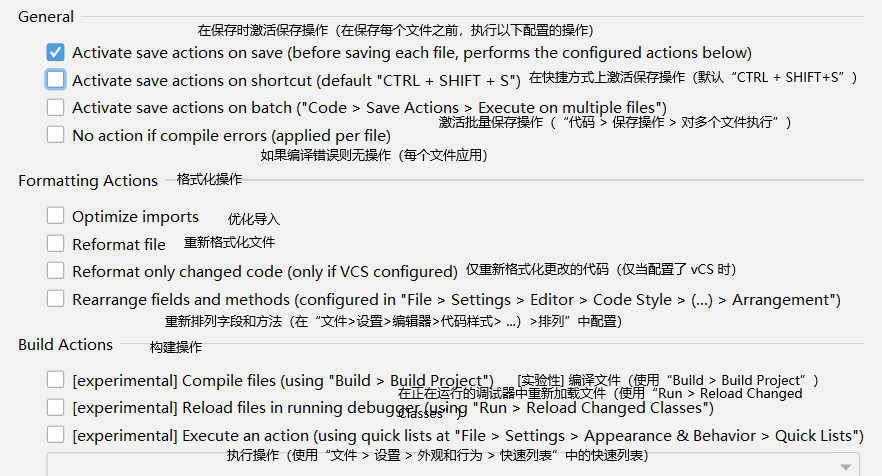 General
在保存时激活保存操作（在保存每个文件之前，执行以下配置的操作）
Activate save actions on save (before saving each file, performs the configured actions below)
Activate save actions on shortcut (default "CTRL + SHIFT + S") 在快捷方式上激活保存操作（默认“CTRL + SHIFT+S”）
Activate save actions on batch ("Code > Save Actions > Execute on multiple files")
激活批量保存操作（ “代码 > 保存操作 > 对多个文件执行”）
No action if compile errors (applied per file)
如果编译错误则无操作（每个文件应用）
Formatting Actions 格式化操作
Optimize imports 优化导入
Reformat file 重新格式化文件
Reformat only changed code (only if VCS configured) 仅重新格式化更改的代码（仅当配置了 vCS 时）
Rearrange fields and methods (configured in "File > Settings > Editor > Code Style > (...) > Arrangement")
重新排列字段和方法（在“文件>设置>编辑器>代码样式> ...）>排列”中配置）
Build Actions 构建操作
[experimental] Compile files (using "Build > Build Project") [实验性] 编译文件（使用“Build > Build Project”）
在正在运行的调试器中重新加载文件（使用“Run > Reload Changed
Classes”）
[experimental] Reload files in running debugger (using "Run > Reload Changed Classes")
[experimental] Execute an action (using quick lists at "File > Settings > Appearance & Behavior > Quick Lists")
执行操作（使用“文件 > 设置 > 外观和行为 > 快速列表”中的快速列表）